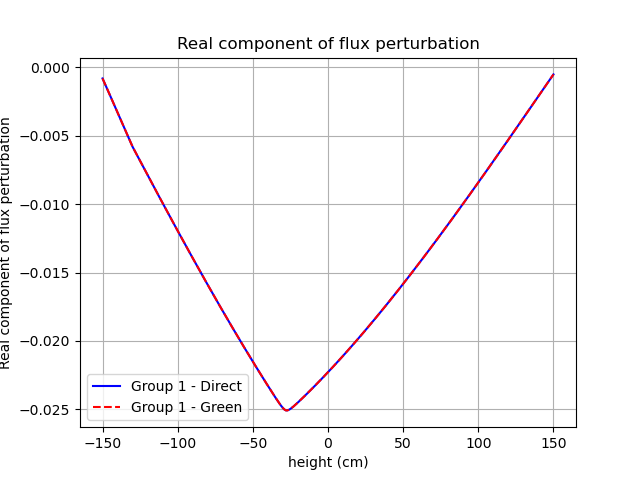 Real component of flux perturbation
Real component of flux perturbation
0.000
−0.005
−0.010
−0.015
−0.020
−0.025
Group 1 - Direct
Group 1 - Green
−150
−100
−50
0
50
100
150
height (cm)